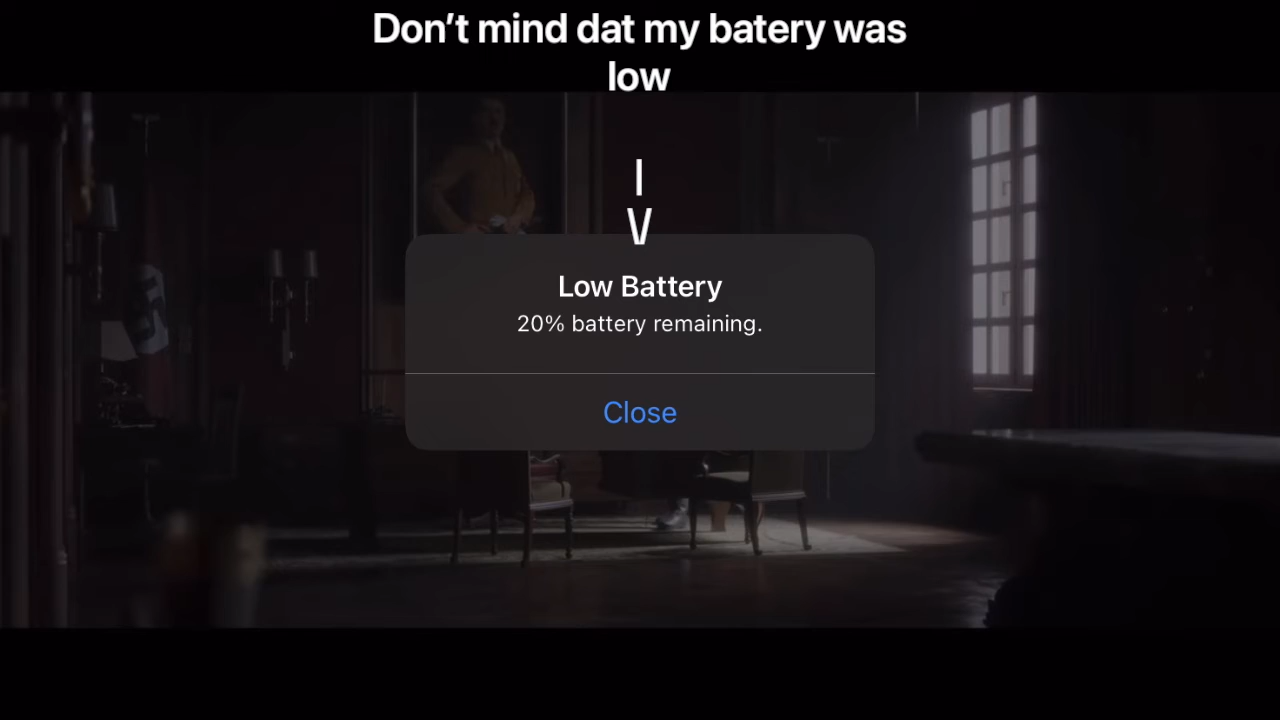 Don’t mind dat my batery was
low
|
V
Low Battery
20% battery remaining.
Close